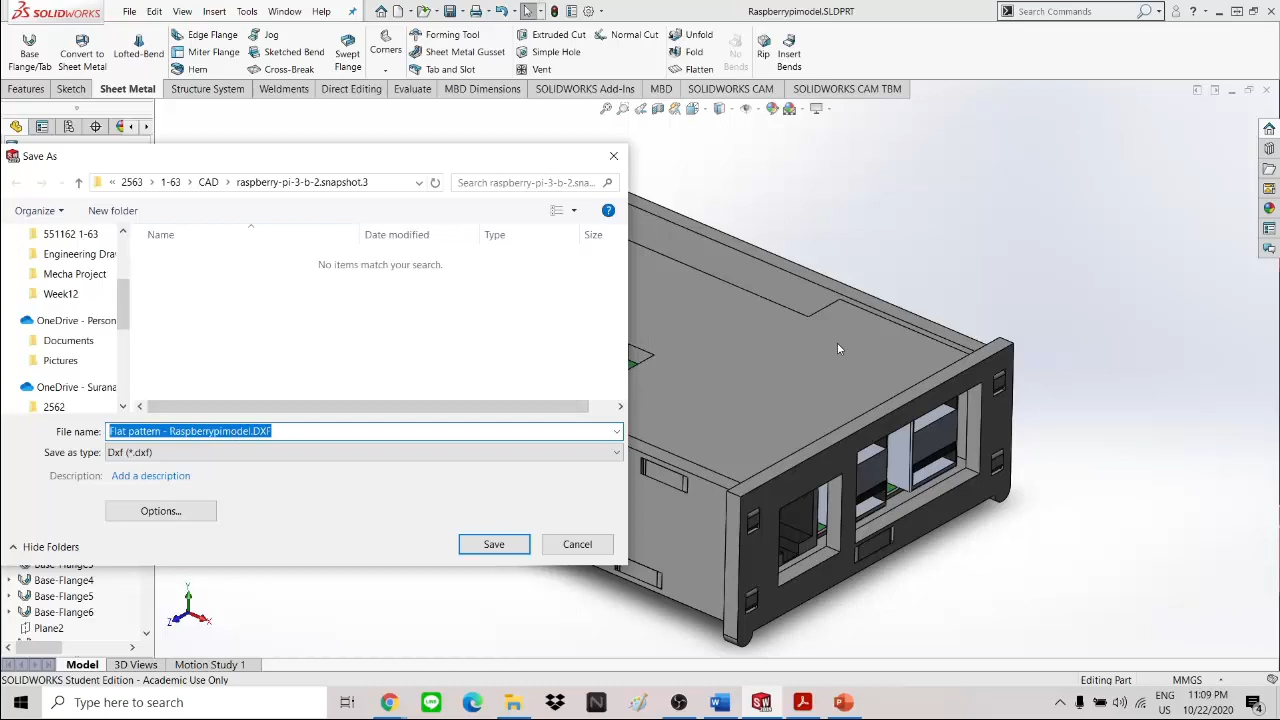 SOLIDWORKS
File Edit View Insert Tools Window Help
Raspberrypimodel.SLDPRT
Search Commands
Base Flange/Tab
Convert to Sheet Metal
Lofted-Bend
Edge Flange
Miter Flange
Hem
Jog
Sketched Bend
Cross-Break
Swept Flange
Corners
Forming Tool
Sheet Metal Gusset
Tab and Slot
Extruded Cut
Simple Hole
Vent
Normal Cut
Unfold
Fold
Flatten
No Bends
Rip
Insert Bends
Features Sketch Sheet Metal Structure System Weldments Direct Editing Evaluate MBD Dimensions SOLIDWORKS Add-Ins MBD SOLIDWORKS CAM SOLIDWORKS CAM TBM
Save As
« 2563 > 1-63 > CAD > raspberry-pi-3-b-2.snapshot.3
Search raspberry-pi-3-b-2.sna...
Organize New folder
Name Date modified Type Size
No items match your search.
551162 1-63
Engineering Dra
Mecha Project
Week12
OneDrive - Person
Documents
Pictures
OneDrive - Surana
2562
File name: Flat pattern - Raspberrypimodel.DXF
Save as type: Dxf (*.dxf)
Description: Add a description
Options...
Hide Folders
Save Cancel
Base-Flange3
Base-Flange4
Base-Flange5
Base-Flange6
Plane2
Y
Z
X
Model 3D Views Motion Study 1
SOLIDWORKS Student Edition - Academic Use Only
Editing Part MMGS
Type here to search
ENG
US
11:09 PM
10/22/2020
4